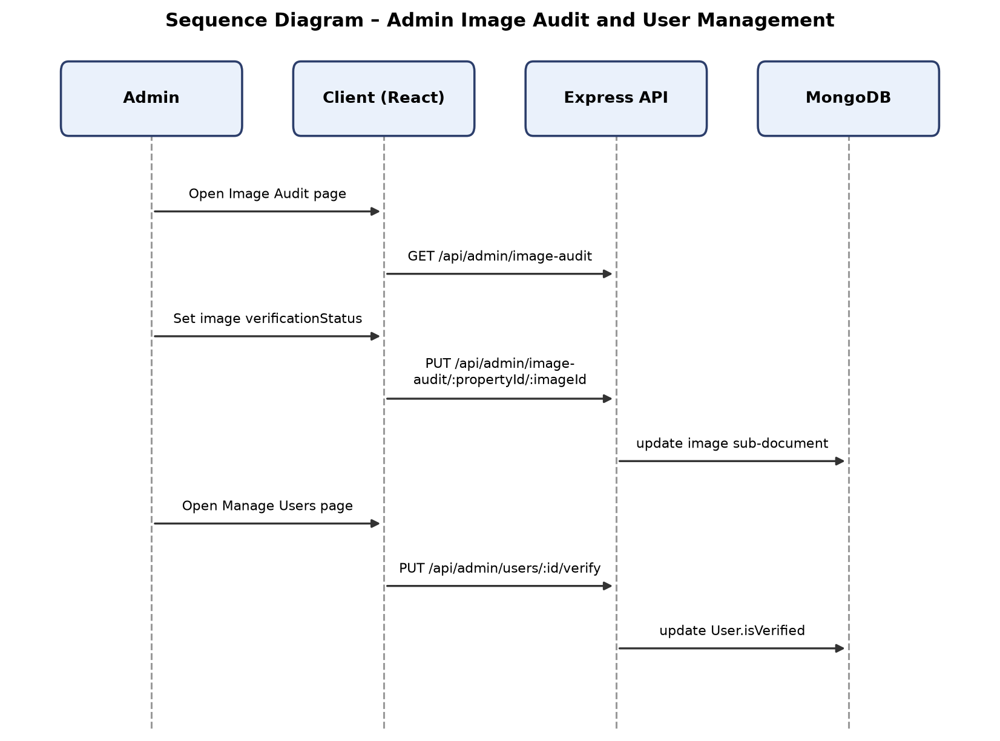 Sequence Diagram – Admin Image Audit and User Management
Admin
Client (React)
Express API
MongoDB
Open Image Audit page
GET /api/admin/image-audit
Set image verificationStatus
PUT /api/admin/image-
audit/:propertyId/:imageId
update image sub-document
Open Manage Users page
PUT /api/admin/users/:id/verify
update User.isVerified